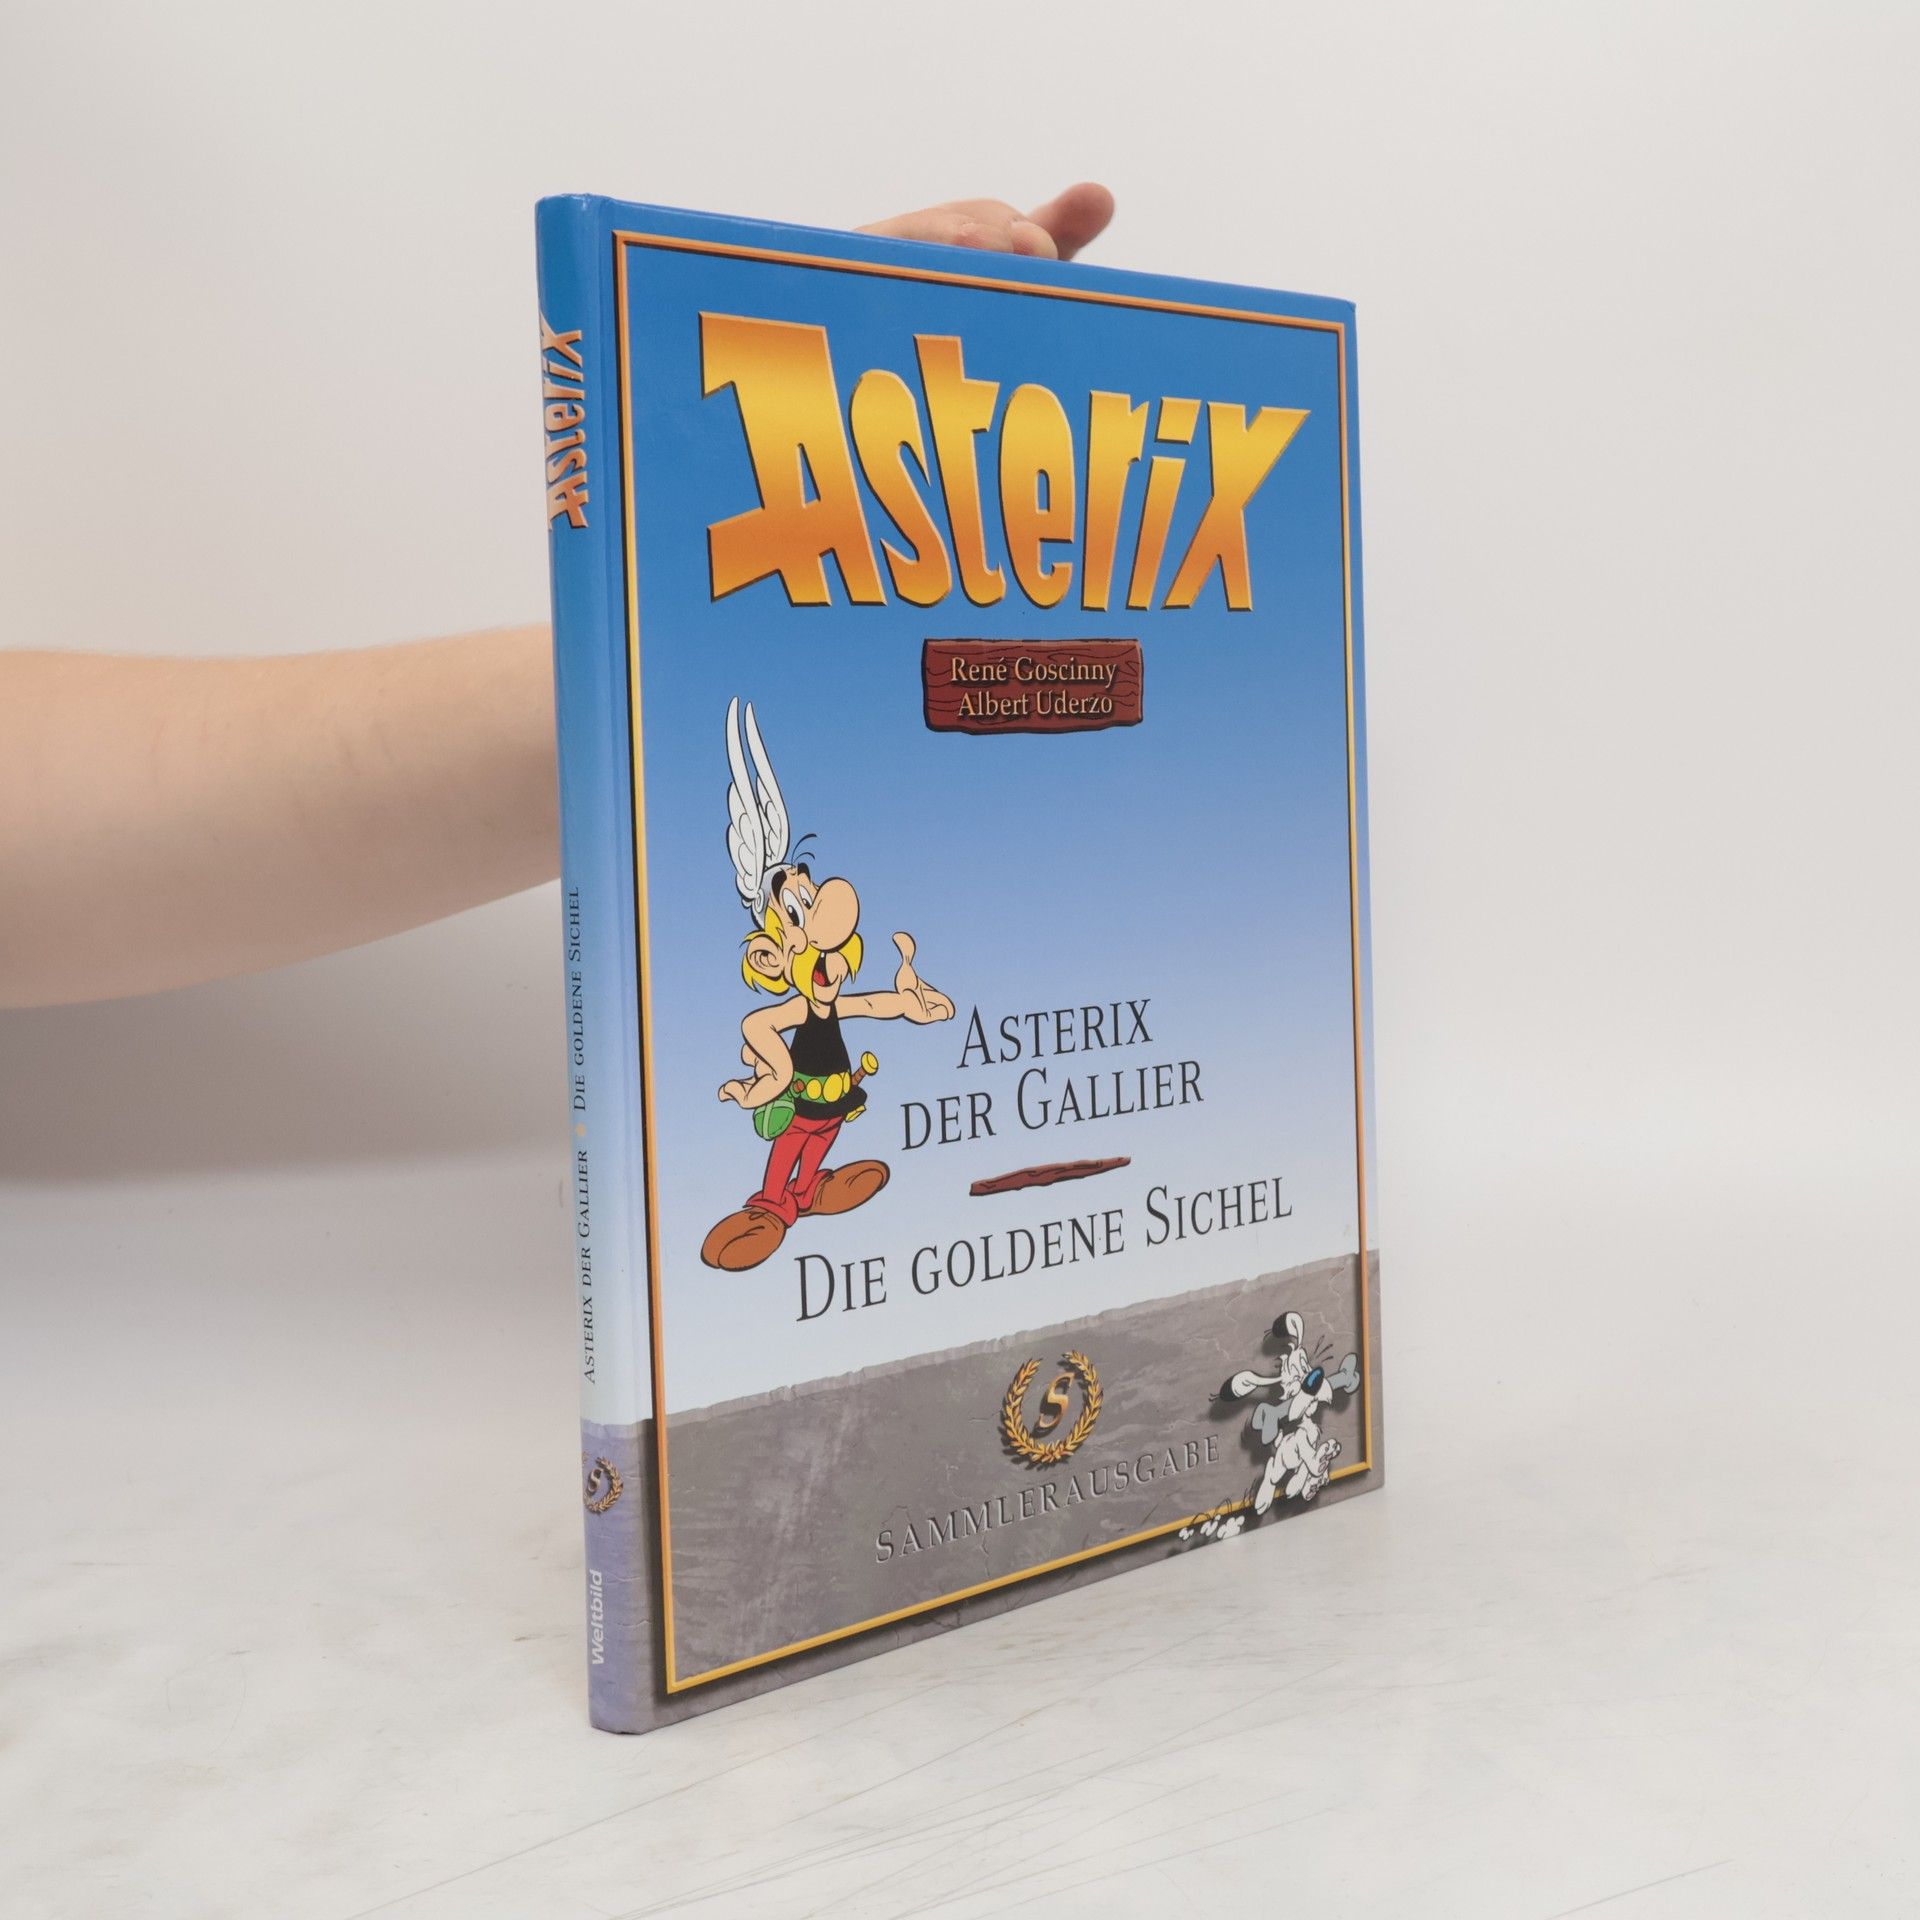 Asterix
René Goscinny
Albert Uderzo
ASTERIX
DER GALLIER
DIE GOLDENE SICHEL
S
SAMMLERAUSGABE
Asterix
ASTERIX DER GALLIER DIE GOLDENE SICHEL
S
Weltbild